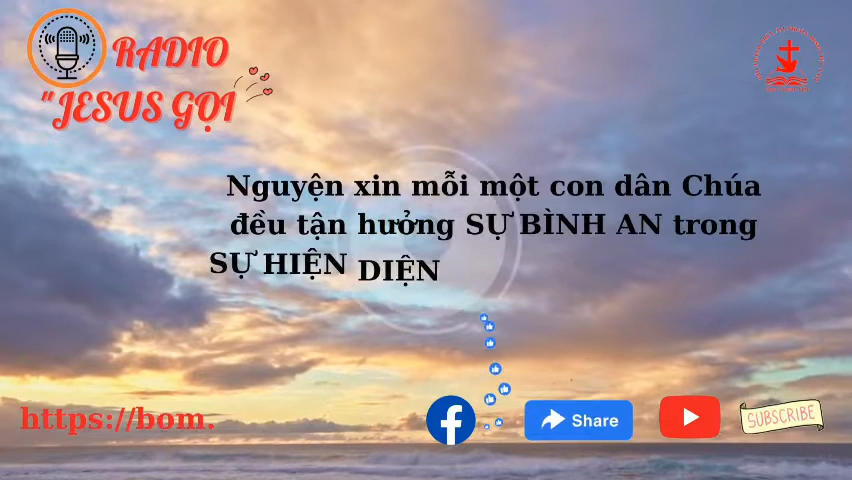 RADIO
"JESUS GỌI
Nguyện xin mỗi một con dân Chúa
đều tận hưởng SỰ BÌNH AN trong
SỰ HIỆN DIỆN
https://bom.
Share
SUBSCRIBE